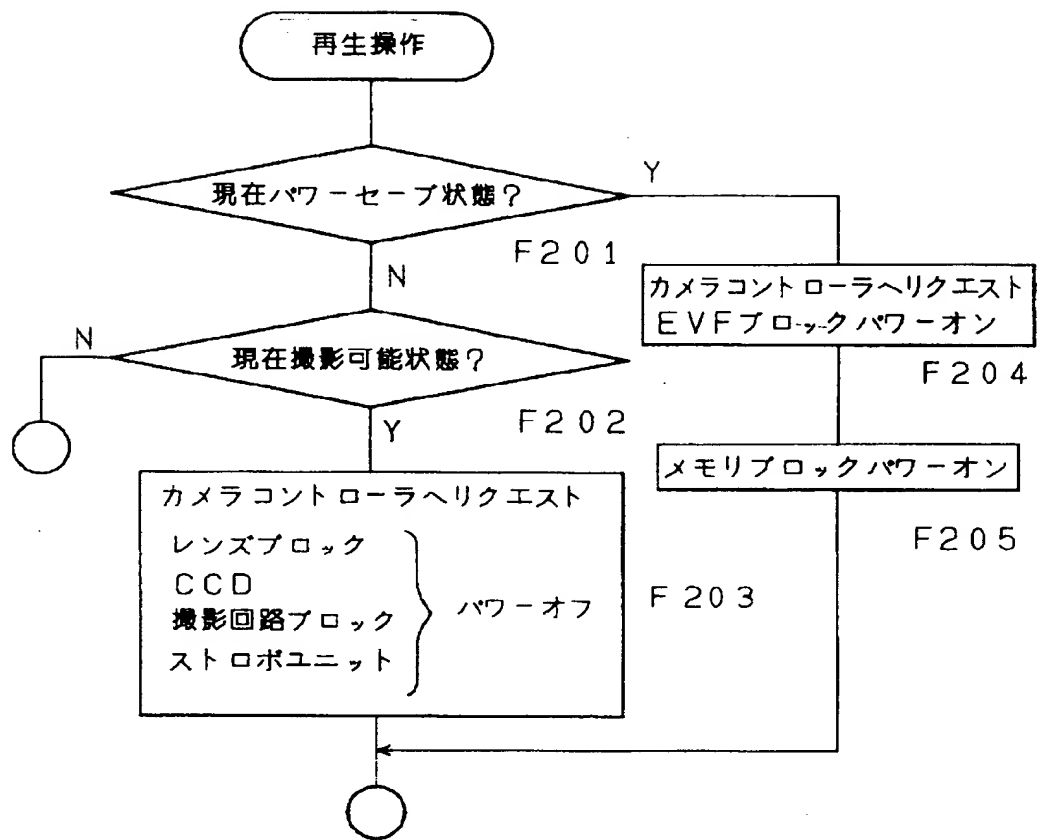 再生操作
現在パワーセーブ状態？
Y
F201
N
カメラコントローラへリクエスト
EVFブロックパワーオン
F204
N
現在撮影可能状態？
F202
Y
メモリブロックパワーオン
F205
カメラコントローラへリクエスト
レンズブロック
CCD
撮影回路ブロック
ストロボユニット
パワーオフ
F203